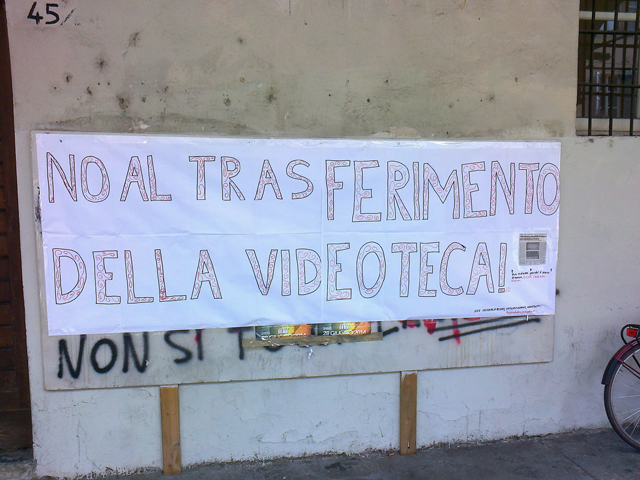 45/
NO AL TRASFERIMENTO
DELLA VIDEOTECA!
NON SI